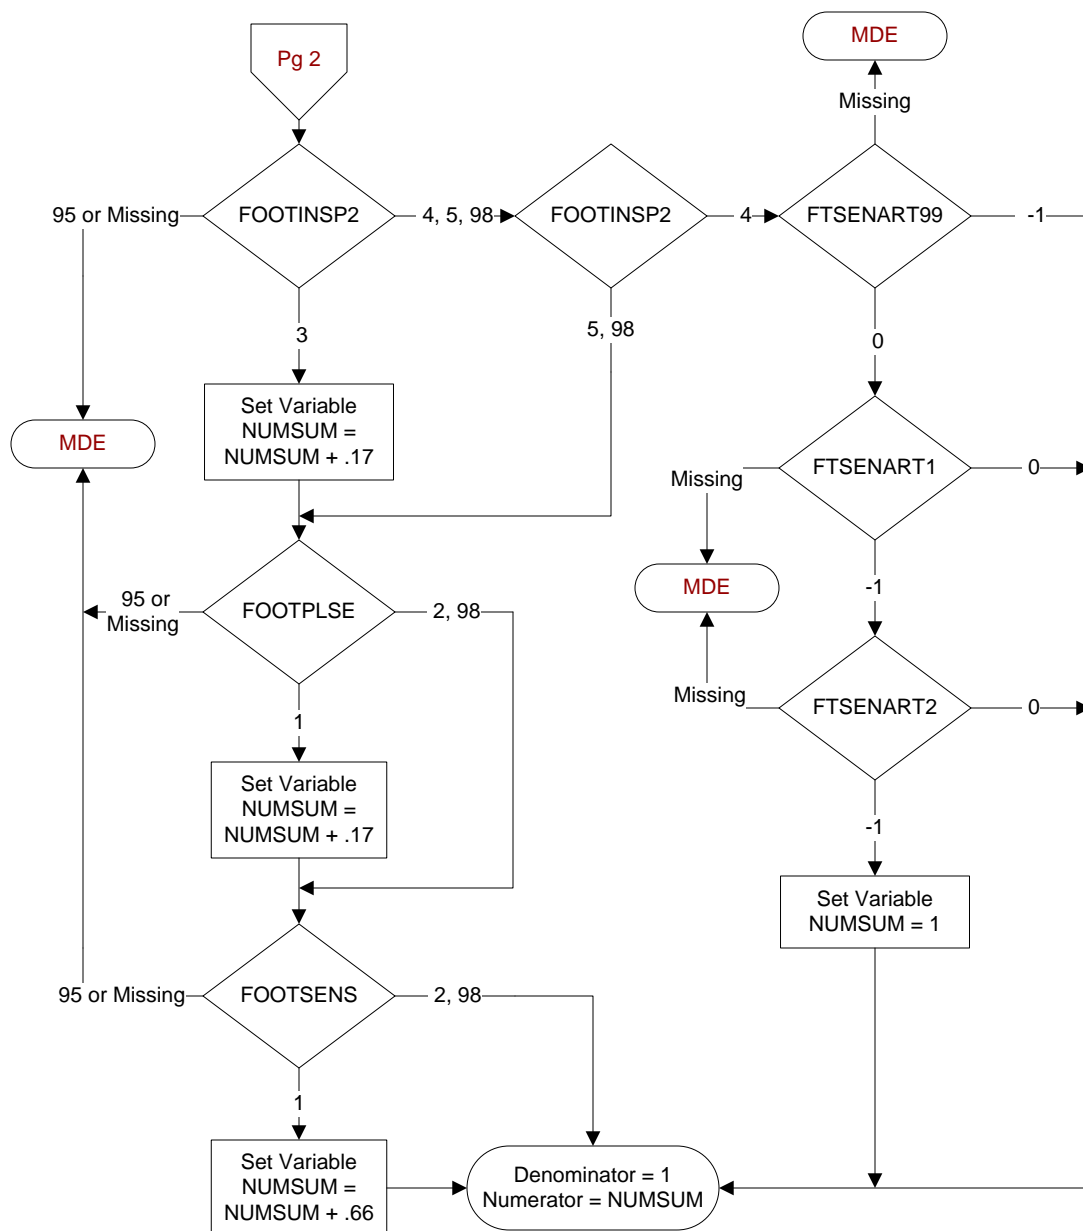 Pg 2
MDE
Missing
95 or Missing
FOOTINSP2
4, 5, 98
FOOTINSP2
4
FTSENART99
-1
3
5, 98
0
Set Variable
NUMSUM =
NUMSUM + .17
MDE
Missing
FTSENART1
0
95 or
Missing
FOOTPLSE
2, 98
MDE
-1
1
Missing
FTSENART2
0
Set Variable
NUMSUM =
NUMSUM + .17
-1
Set Variable
NUMSUM = 1
95 or Missing
FOOTSENS
2, 98
1
Set Variable
NUMSUM =
NUMSUM + .66
Denominator = 1
Numerator = NUMSUM